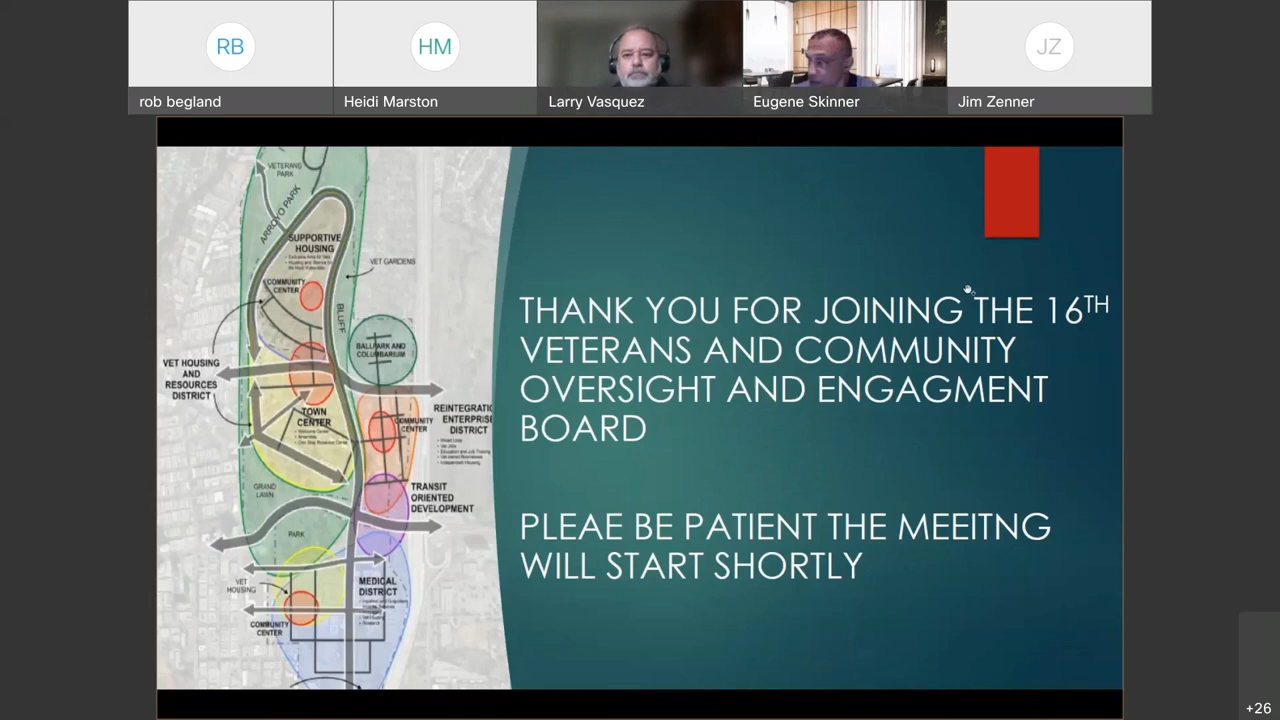 RB
HM
JZ
rob begland
Heidi Marston
Larry Vasquez
Eugene Skinner
Jim Zenner
VETERANS
PARK
ARROYO PARK
SUPPORTIVE
HOUSING
VET GARDENS
COMMUNITY
CENTER
BLUFF
BALLPARK AND
COLUMBARIUM
VET HOUSING
AND
RESOURCES
DISTRICT
TOWN
CENTER
COMMUNITY
CENTER
REINTEGRATIO
ENTERPRISE
DISTRICT
GRAND
LAWN
TRANSIT
ORIENTED
DEVELOPMENT
PARK
VET
HOUSING
MEDICAL
DISTRICT
COMMUNITY
CENTER
THANK YOU FOR JOINING THE 16TH
VETERANS AND COMMUNITY
OVERSIGHT AND ENGAGMENT
BOARD
PLEAE BE PATIENT THE MEEITNG
WILL START SHORTLY
+26